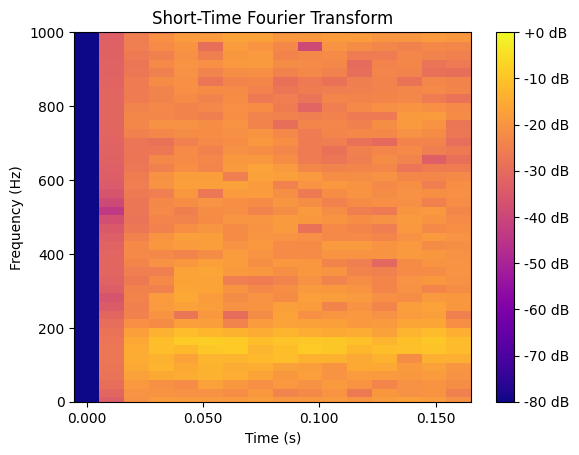 Short-Time Fourier Transform
1000
800
600
400
200
0
Frequency (Hz)
0.000
0.050
0.100
0.150
Time (s)
+0 dB
-10 dB
-20 dB
-30 dB
-40 dB
-50 dB
-60 dB
-70 dB
-80 dB